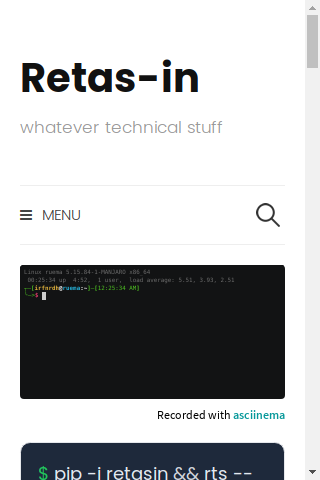 Retas-in
whatever technical stuff
MENU
Linux ruema 5.15.84-1-MANJARO x86_64
00:25:34 up 4:52, 1 user, load average: 5.51, 3.93, 2.51
┌─[irfnrdh@ruema:~]-[12:25:34 AM]
└─>$
Recorded with asciinema
$ pip -i retasin && rts --